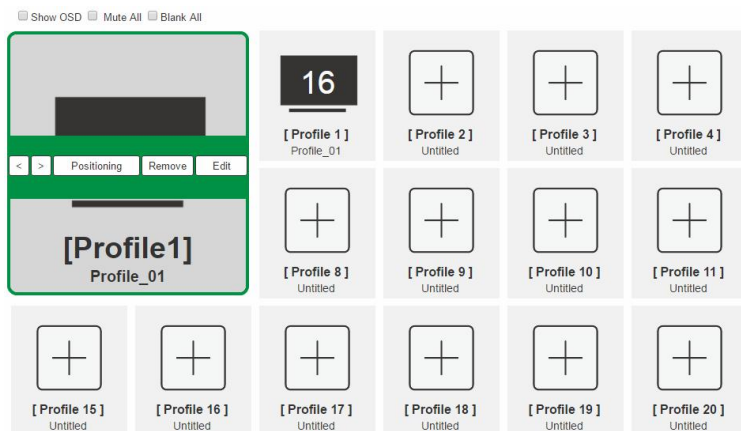 Show OSD Mute All Blank All
< > Positioning Remove Edit
[Profile1]
Profile_01
16
[ Profile 1 ]
Profile_01
[ Profile 2 ]
Untitled
[ Profile 3 ]
Untitled
[ Profile 4 ]
Untitled
[ Profile 8 ]
Untitled
[ Profile 9 ]
Untitled
[ Profile 10 ]
Untitled
[ Profile 11 ]
Untitled
[ Profile 15 ]
Untitled
[ Profile 16 ]
Untitled
[ Profile 17 ]
Untitled
[ Profile 18 ]
Untitled
[ Profile 19 ]
Untitled
[ Profile 20 ]
Untitled